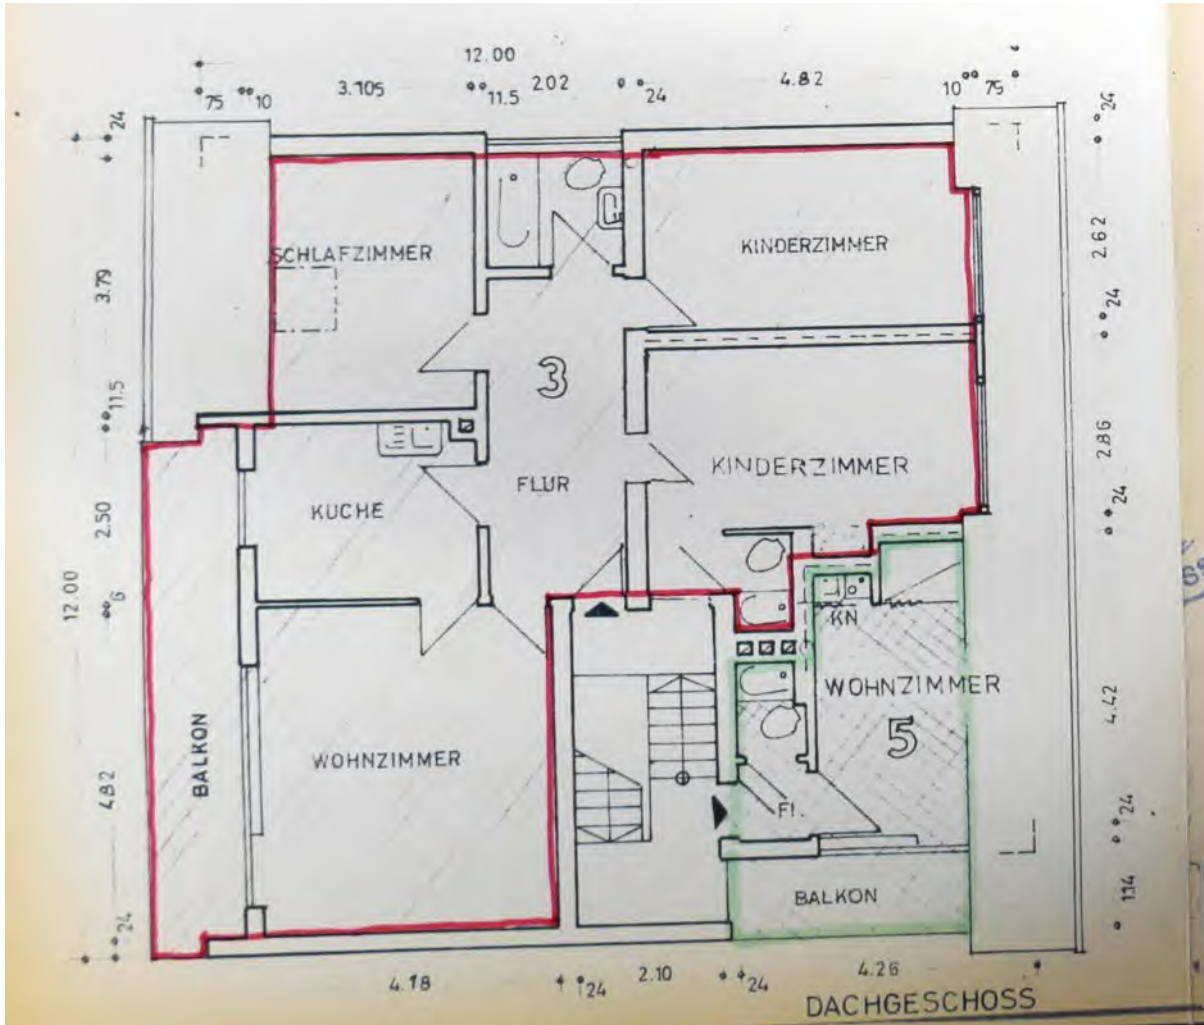 12.00
75 10 3.105 11.5 2.02 24 4.82 10 75
24
24
SCHLAFZIMMER
KINDERZIMMER
2.62
3.79
24
3
11.5
KINDERZIMMER
2.86
FLUR
KÜCHE
24
2.50
12.00
6
KN
WOHNZIMMER
5
4.42
BALKON
WOHNZIMMER
4.82
Fl.
24
BALKON
1.14
24
4.18 24 2.10 24 4.26
DACHGESCHOSS